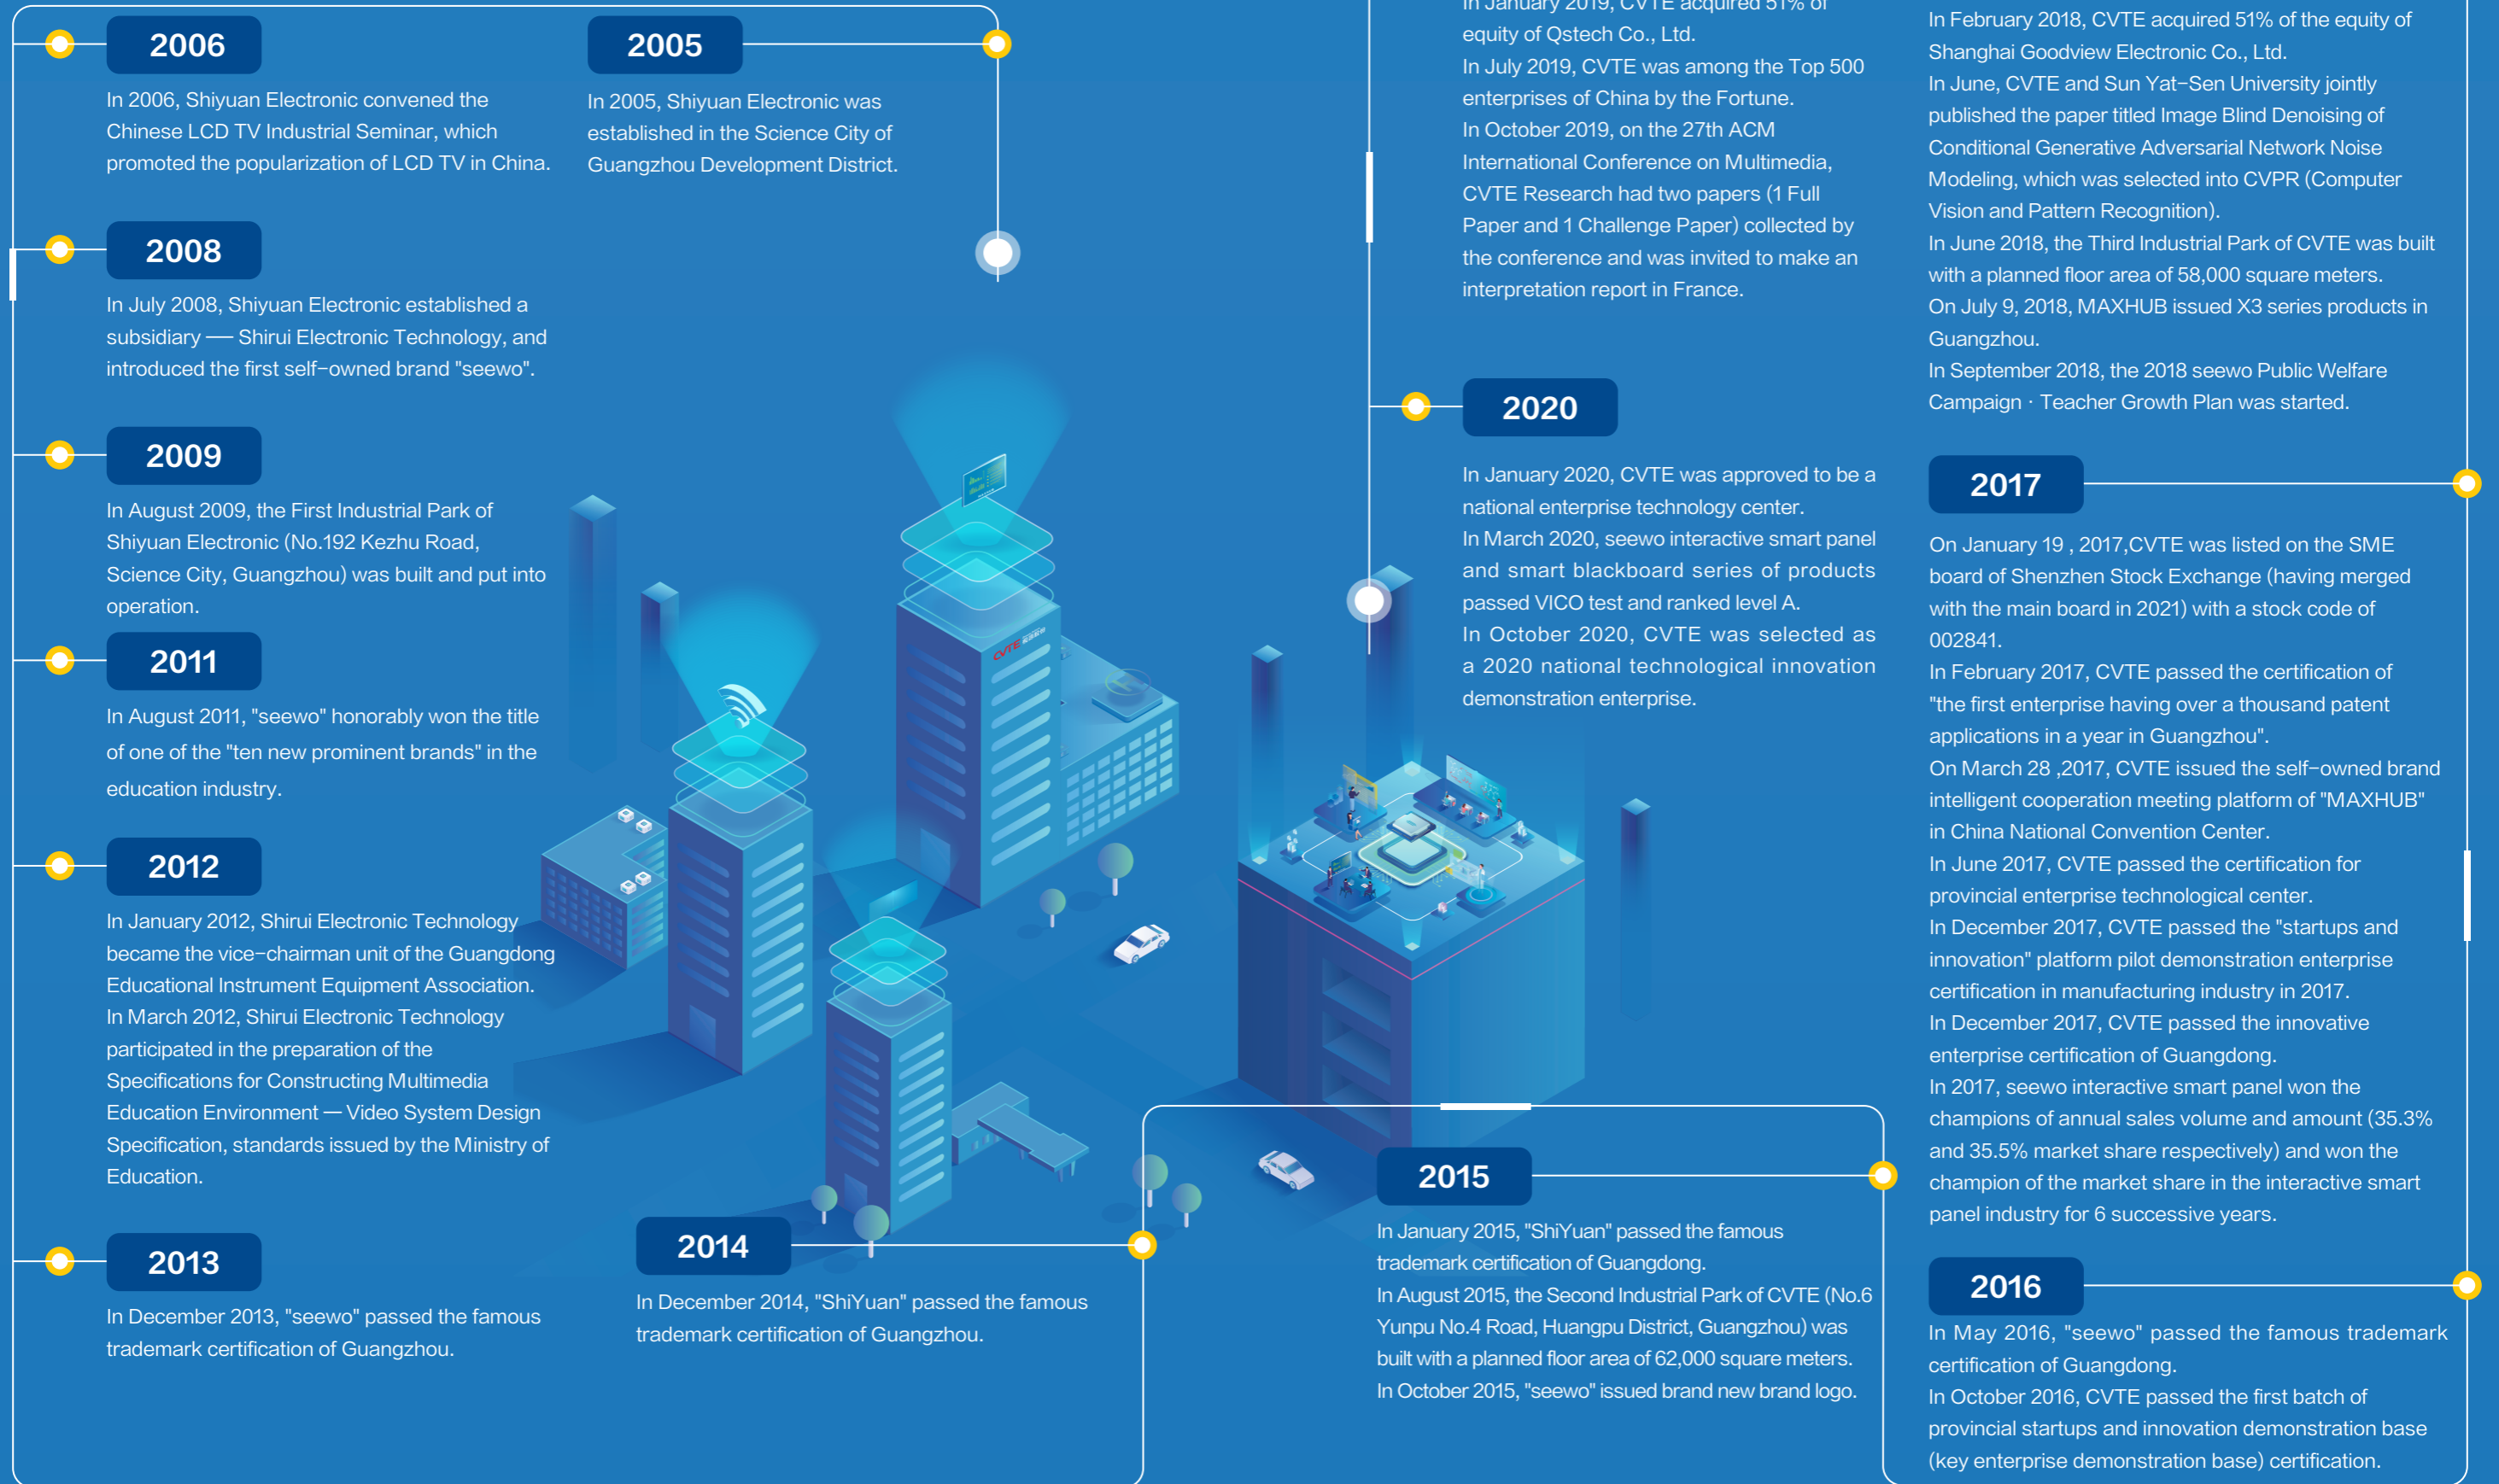 2005
In 2005, Shiyuan Electronic was
established in the Science City of
Guangzhou Development District.
2006
In 2006, Shiyuan Electronic convened the
Chinese LCD TV Industrial Seminar, which
promoted the popularization of LCD TV in China.
2008
In July 2008, Shiyuan Electronic established a
subsidiary — Shirui Electronic Technology, and
introduced the first self-owned brand "seewo".
2009
In August 2009, the First Industrial Park of
Shiyuan Electronic (No.192 Kezhu Road,
Science City, Guangzhou) was built and put into
operation.
2011
In August 2011, "seewo" honorably won the title
of one of the "ten new prominent brands" in the
education industry.
2012
In January 2012, Shirui Electronic Technology
became the vice-chairman unit of the Guangdong
Educational Instrument Equipment Association.
In March 2012, Shirui Electronic Technology
participated in the preparation of the
Specifications for Constructing Multimedia
Education Environment — Video System Design
Specification, standards issued by the Ministry of
Education.
2013
In December 2013, "seewo" passed the famous
trademark certification of Guangzhou.
2014
In December 2014, "ShiYuan" passed the famous
trademark certification of Guangzhou.
2015
In January 2015, "ShiYuan" passed the famous
trademark certification of Guangdong.
In August 2015, the Second Industrial Park of CVTE (No.6
Yunpu No.4 Road, Huangpu District, Guangzhou) was
built with a planned floor area of 62,000 square meters.
In October 2015, "seewo" issued brand new brand logo.
2016
In May 2016, "seewo" passed the famous trademark
certification of Guangdong.
In October 2016, CVTE passed the first batch of
provincial startups and innovation demonstration base
(key enterprise demonstration base) certification.
2017
On January 19 , 2017,CVTE was listed on the SME
board of Shenzhen Stock Exchange (having merged
with the main board in 2021) with a stock code of
002841.
In February 2017, CVTE passed the certification of
"the first enterprise having over a thousand patent
applications in a year in Guangzhou".
On March 28 ,2017, CVTE issued the self-owned brand
intelligent cooperation meeting platform of "MAXHUB"
in China National Convention Center.
In June 2017, CVTE passed the certification for
provincial enterprise technological center.
In December 2017, CVTE passed the "startups and
innovation" platform pilot demonstration enterprise
certification in manufacturing industry in 2017.
In December 2017, CVTE passed the innovative
enterprise certification of Guangdong.
In 2017, seewo interactive smart panel won the
champions of annual sales volume and amount (35.3%
and 35.5% market share respectively) and won the
champion of the market share in the interactive smart
panel industry for 6 successive years.
In February 2018, CVTE acquired 51% of the equity of
Shanghai Goodview Electronic Co., Ltd.
In June, CVTE and Sun Yat-Sen University jointly
published the paper titled Image Blind Denoising of
Conditional Generative Adversarial Network Noise
Modeling, which was selected into CVPR (Computer
Vision and Pattern Recognition).
In June 2018, the Third Industrial Park of CVTE was built
with a planned floor area of 58,000 square meters.
On July 9, 2018, MAXHUB issued X3 series products in
Guangzhou.
In September 2018, the 2018 seewo Public Welfare
Campaign · Teacher Growth Plan was started.
In January 2019, CVTE acquired 51% of
equity of Qstech Co., Ltd.
In July 2019, CVTE was among the Top 500
enterprises of China by the Fortune.
In October 2019, on the 27th ACM
International Conference on Multimedia,
CVTE Research had two papers (1 Full
Paper and 1 Challenge Paper) collected by
the conference and was invited to make an
interpretation report in France.
2020
In January 2020, CVTE was approved to be a
national enterprise technology center.
In March 2020, seewo interactive smart panel
and smart blackboard series of products
passed VICO test and ranked level A.
In October 2020, CVTE was selected as
a 2020 national technological innovation
demonstration enterprise.
CVTE